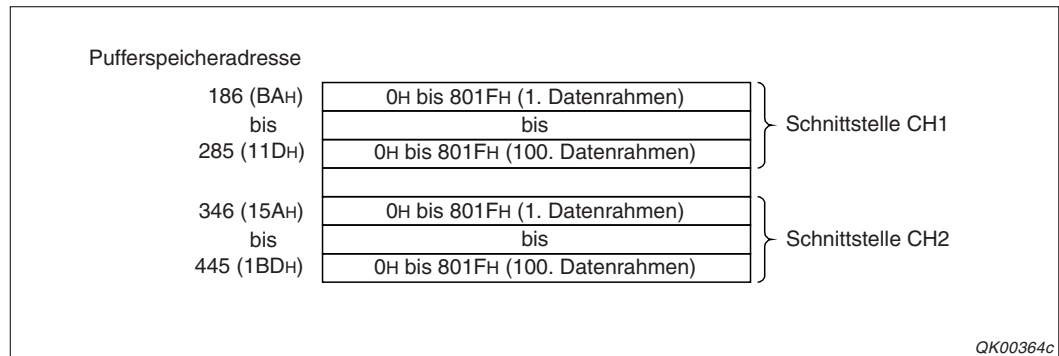 Pufferspeicheradresse
186 (BAH) 0H bis 801FH (1. Datenrahmen)
bis bis Schnittstelle CH1
285 (11DH) 0H bis 801FH (100. Datenrahmen)
346 (15AH) 0H bis 801FH (1. Datenrahmen)
bis bis Schnittstelle CH2
445 (1BDH) 0H bis 801FH (100. Datenrahmen)
QK00364c